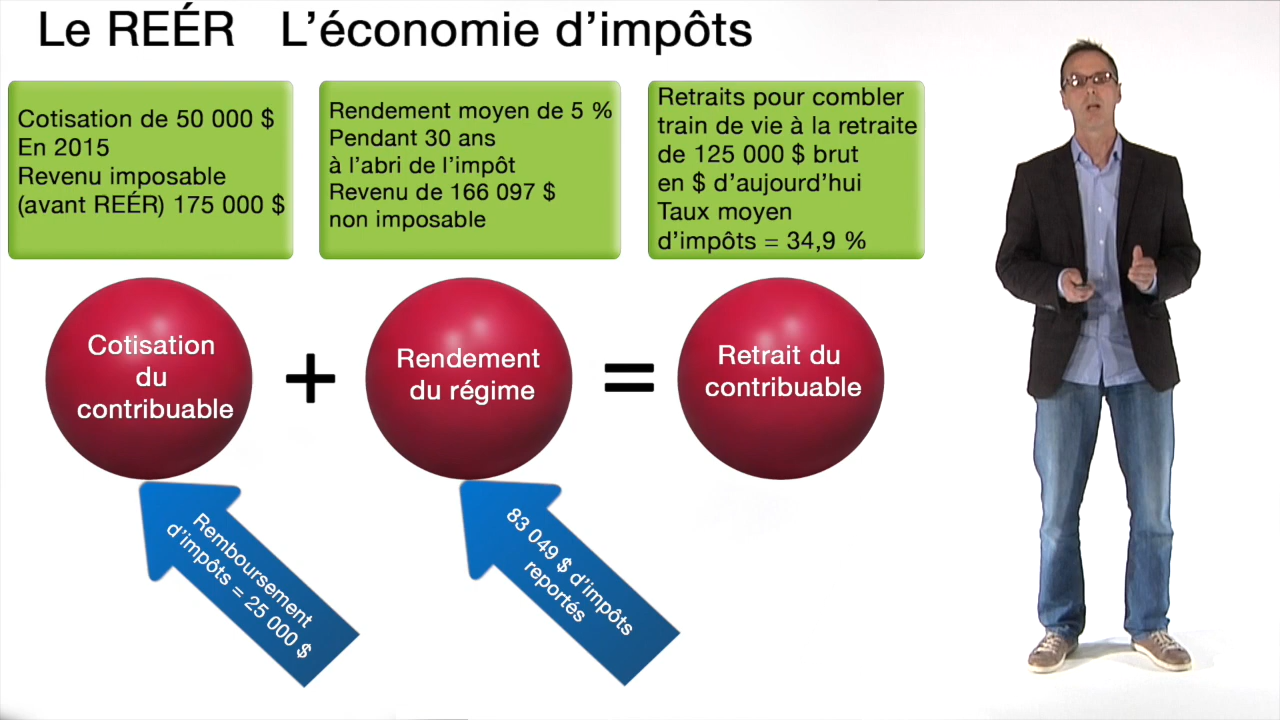 Le REÉR L’économie d’impôts
Cotisation de 50 000 $
En 2015
Revenu imposable
(avant REÉR) 175 000 $
Rendement moyen de 5 %
Pendant 30 ans
à l’abri de l’impôt
Revenu de 166 097 $
non imposable
Retraits pour combler
train de vie à la retraite
de 125 000 $ brut
en $ d’aujourd’hui
Taux moyen
d’impôts = 34,9 %
Cotisation
du
contribuable
+
Rendement
du régime
=
Retrait du
contribuable
Remboursement
d’impôts = 25 000 $
83 049 $ d’impôts
reportés